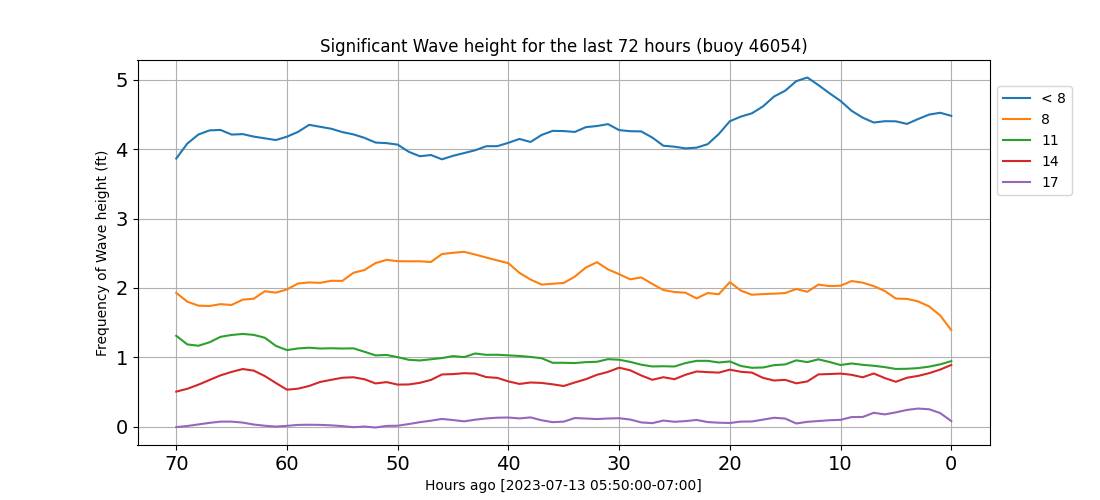 Significant Wave height for the last 72 hours (buoy 46054)
Frequency of Wave height (ft)
5
4
3
2
1
0
70 60 50 40 30 20 10 0
Hours ago [2023-07-13 05:50:00-07:00]
< 8
8
11
14
17